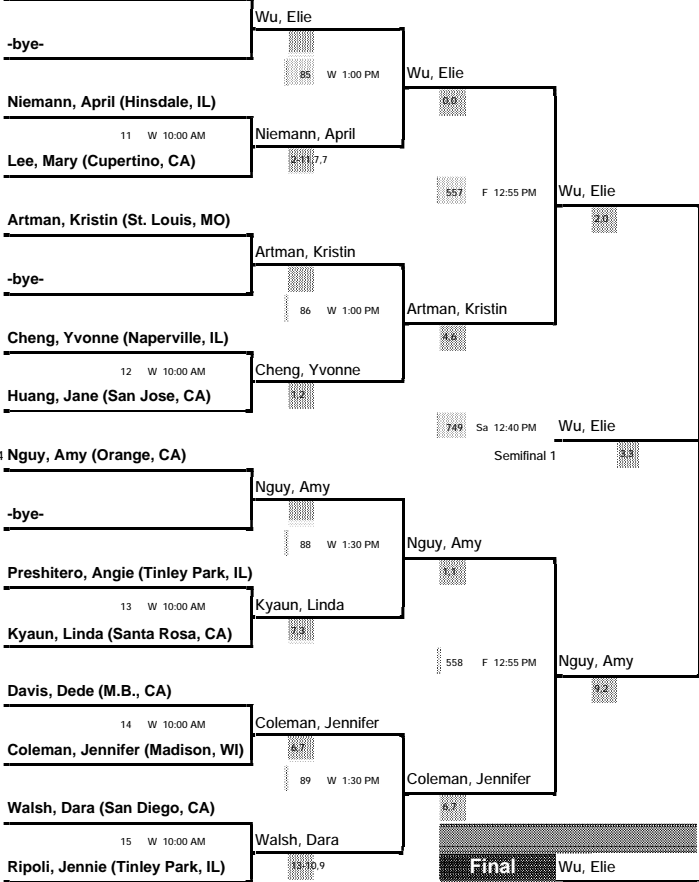 Wu, Elie
-bye-
85 W 1:00 PM
Wu, Elie
Niemann, April (Hinsdale, IL)
0,0
11 W 10:00 AM
Niemann, April
Lee, Mary (Cupertino, CA)
2-11,7,7
557 F 12:55 PM
Wu, Elie
Artman, Kristin (St. Louis, MO)
2,0
Artman, Kristin
-bye-
86 W 1:00 PM
Artman, Kristin
Cheng, Yvonne (Naperville, IL)
4,6
12 W 10:00 AM
Cheng, Yvonne
Huang, Jane (San Jose, CA)
1,2
749 Sa 12:40 PM
Wu, Elie
Nguy, Amy (Orange, CA)
Semifinal 1
3,3
Nguy, Amy
-bye-
88 W 1:30 PM
Nguy, Amy
Preshitero, Angie (Tinley Park, IL)
1,1
13 W 10:00 AM
Kyaun, Linda
Kyaun, Linda (Santa Rosa, CA)
7,3
558 F 12:55 PM
Nguy, Amy
Davis, Dede (M.B., CA)
9,2
14 W 10:00 AM
Coleman, Jennifer
Coleman, Jennifer (Madison, WI)
6,7
89 W 1:30 PM
Coleman, Jennifer
Walsh, Dara (San Diego, CA)
6,7
15 W 10:00 AM
Walsh, Dara
Ripoli, Jennie (Tinley Park, IL)
13-10,9
Final
Wu, Elie